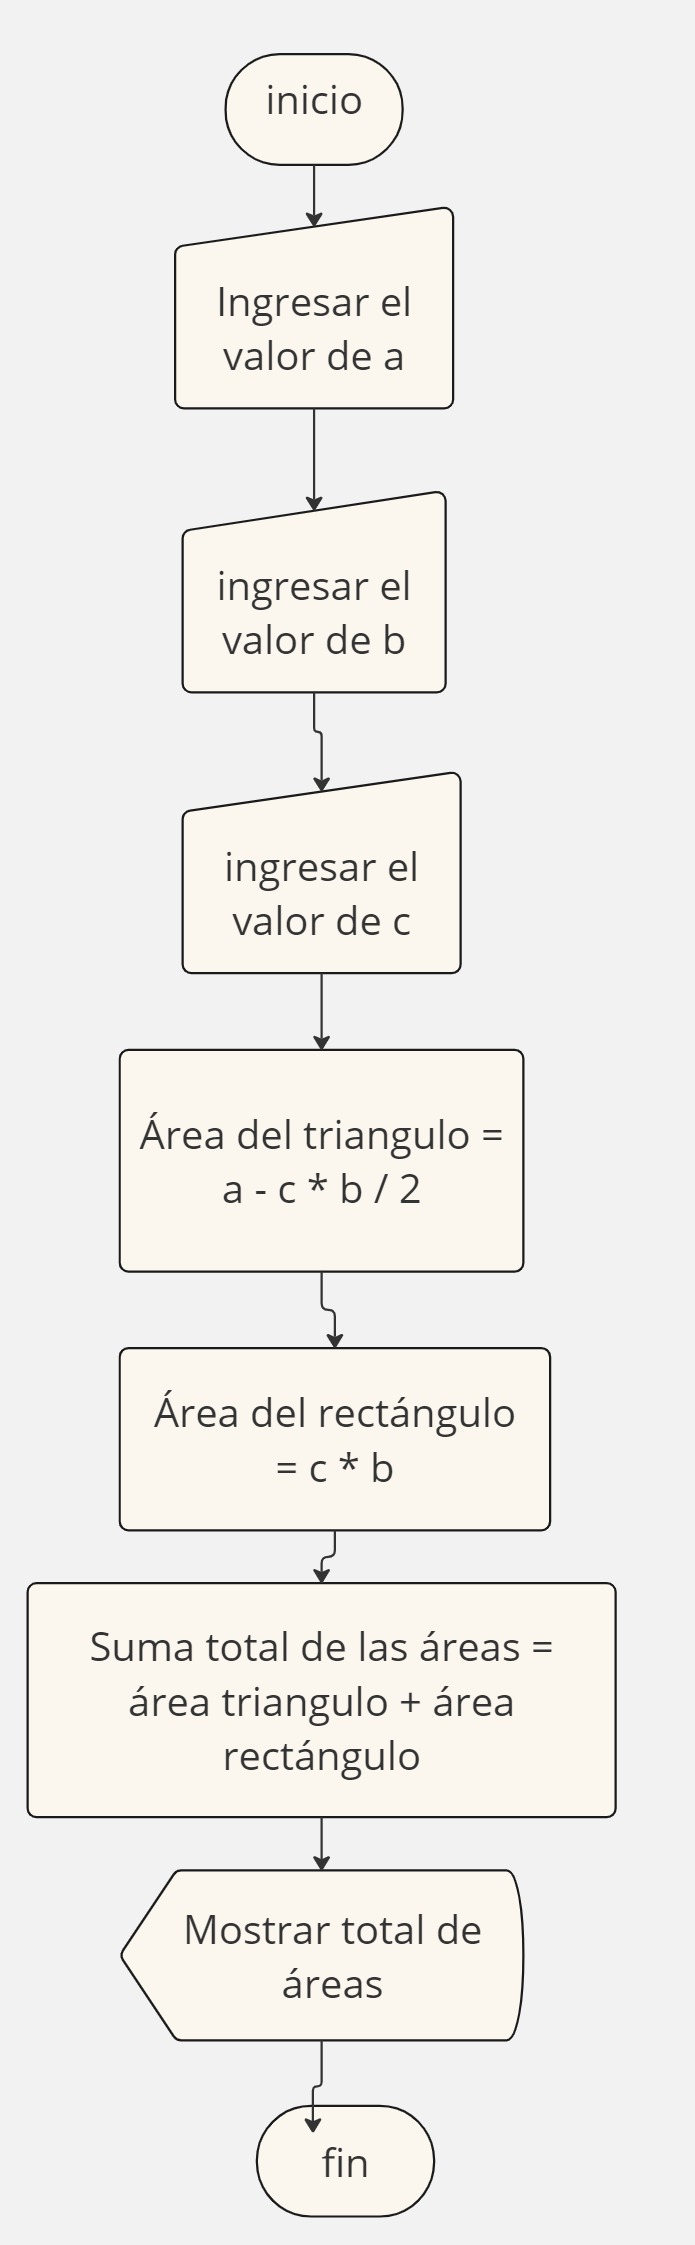 inicio
Ingresar el
valor de a
ingresar el
valor de b
ingresar el
valor de c
Área del triangulo =
a - c * b / 2
Área del rectángulo
= c * b
Suma total de las áreas =
área triangulo + área
rectángulo
Mostrar total de
áreas
fin